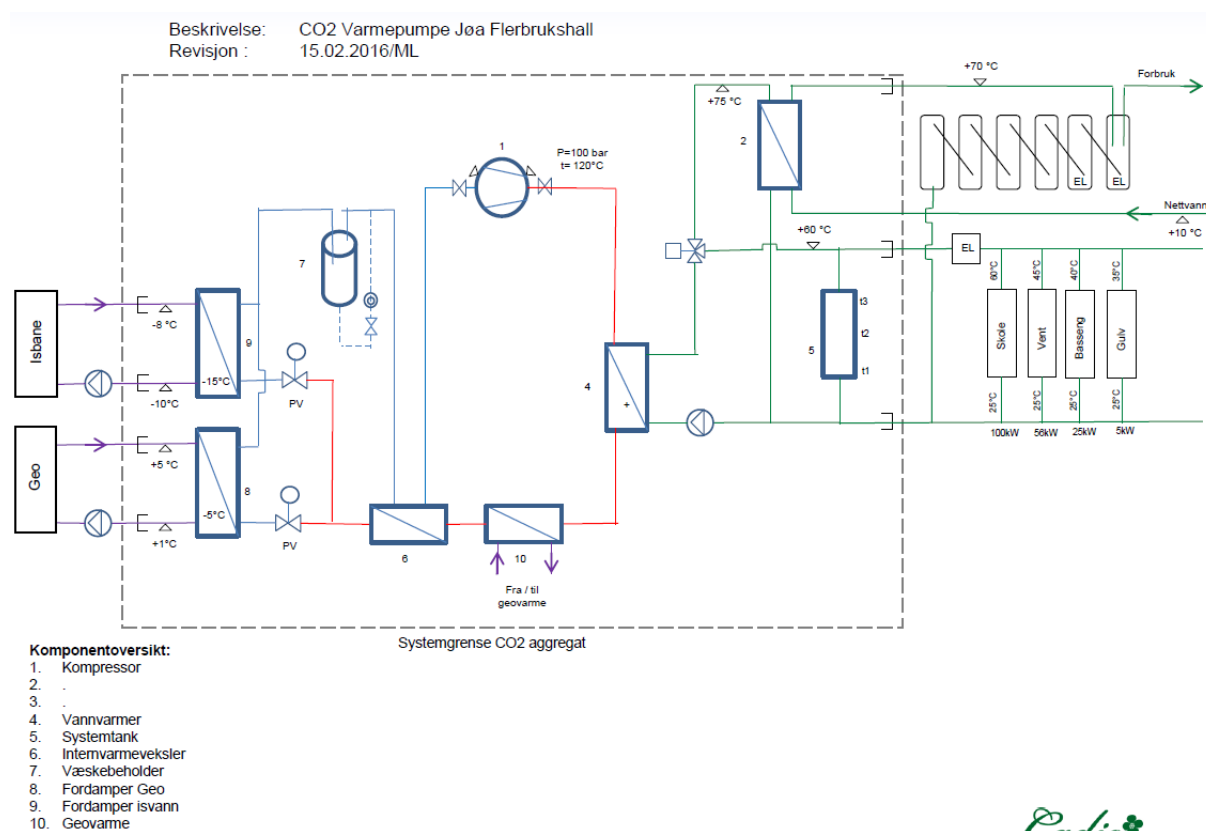 Beskrivelse: CO2 Varmepumpe Jøa Flerbrukshall
Revisjon : 15.02.2016/ML
+70 °C
Forbruk
+75 °C
2
1
P=100 bar
t= 120°C
EL
EL
Nettvann
+10 °C
+60 °C
EL
7
Isbane
-8 °C
9
-15°C
-10°C
PV
4
+
5
t3
t2
t1
60°C
45°C
40°C
35°C
Skole
Vent
Basseng
Gulv
25°C
25°C
25°C
25°C
100kW
56kW
25kW
5kW
Geo
+5 °C
8
-5°C
+1°C
PV
6
10
Fra / til
geovarme
Systemgrense CO2 aggregat
Komponentoversikt:
1. Kompressor
2. .
3. .
4. Vannvarmer
5. Systemtank
6. Internvarmeveksler
7. Væskebeholder
8. Fordamper Geo
9. Fordamper isvann
10. Geovarme